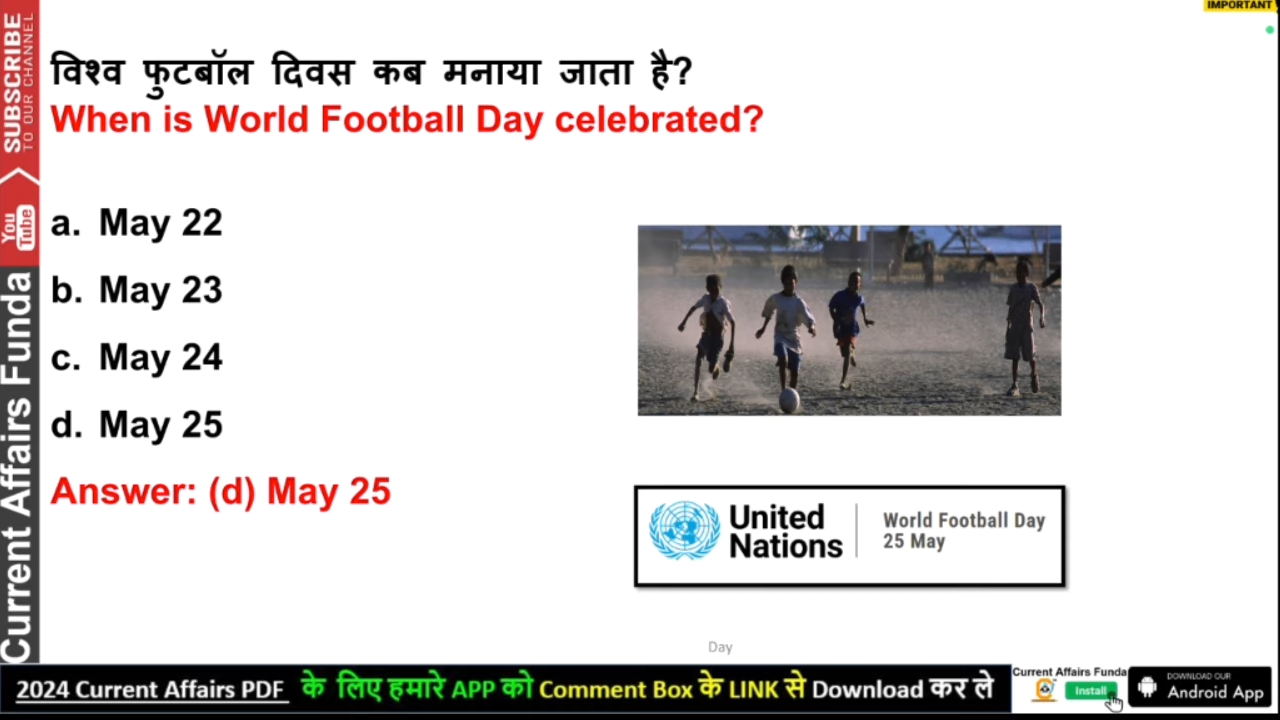 IMPORTANT
विश्व फुटबॉल दिवस कब मनाया जाता है?
When is World Football Day celebrated?
a. May 22
b. May 23
c. May 24
d. May 25
Answer: (d) May 25
United Nations
World Football Day
25 May
Day
SUBSCRIBE
TO OUR CHANNEL
You Tube
Current Affairs Funda
2024 Current Affairs PDF के लिए हमारे APP को Comment Box के LINK से Download कर ले
Current Affairs Funda
Install
DOWNLOAD OUR
Android App